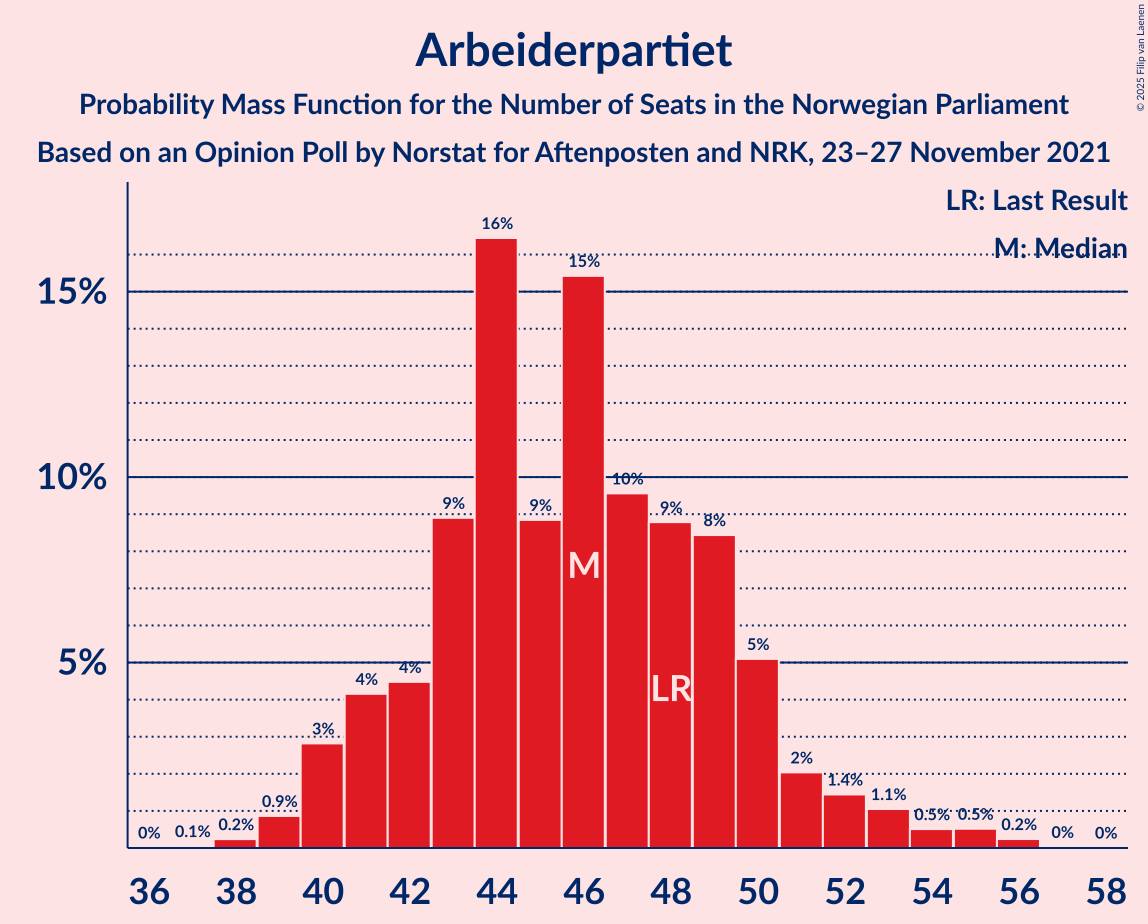 Arbeiderpartiet
Probability Mass Function for the Number of Seats in the Norwegian Parliament
Based on an Opinion Poll by Norstat for Aftenposten and NRK, 23–27 November 2021
© 2025 Filip van Laenen
LR: Last Result
M: Median
15%
10%
5%
0%
0.1%
0.2%
0.9%
3%
4%
4%
9%
16%
9%
15%
10%
9%
8%
5%
2%
1.4%
1.1%
0.5%
0.5%
0.2%
0%
0%
M
LR
36 38 40 42 44 46 48 50 52 54 56 58